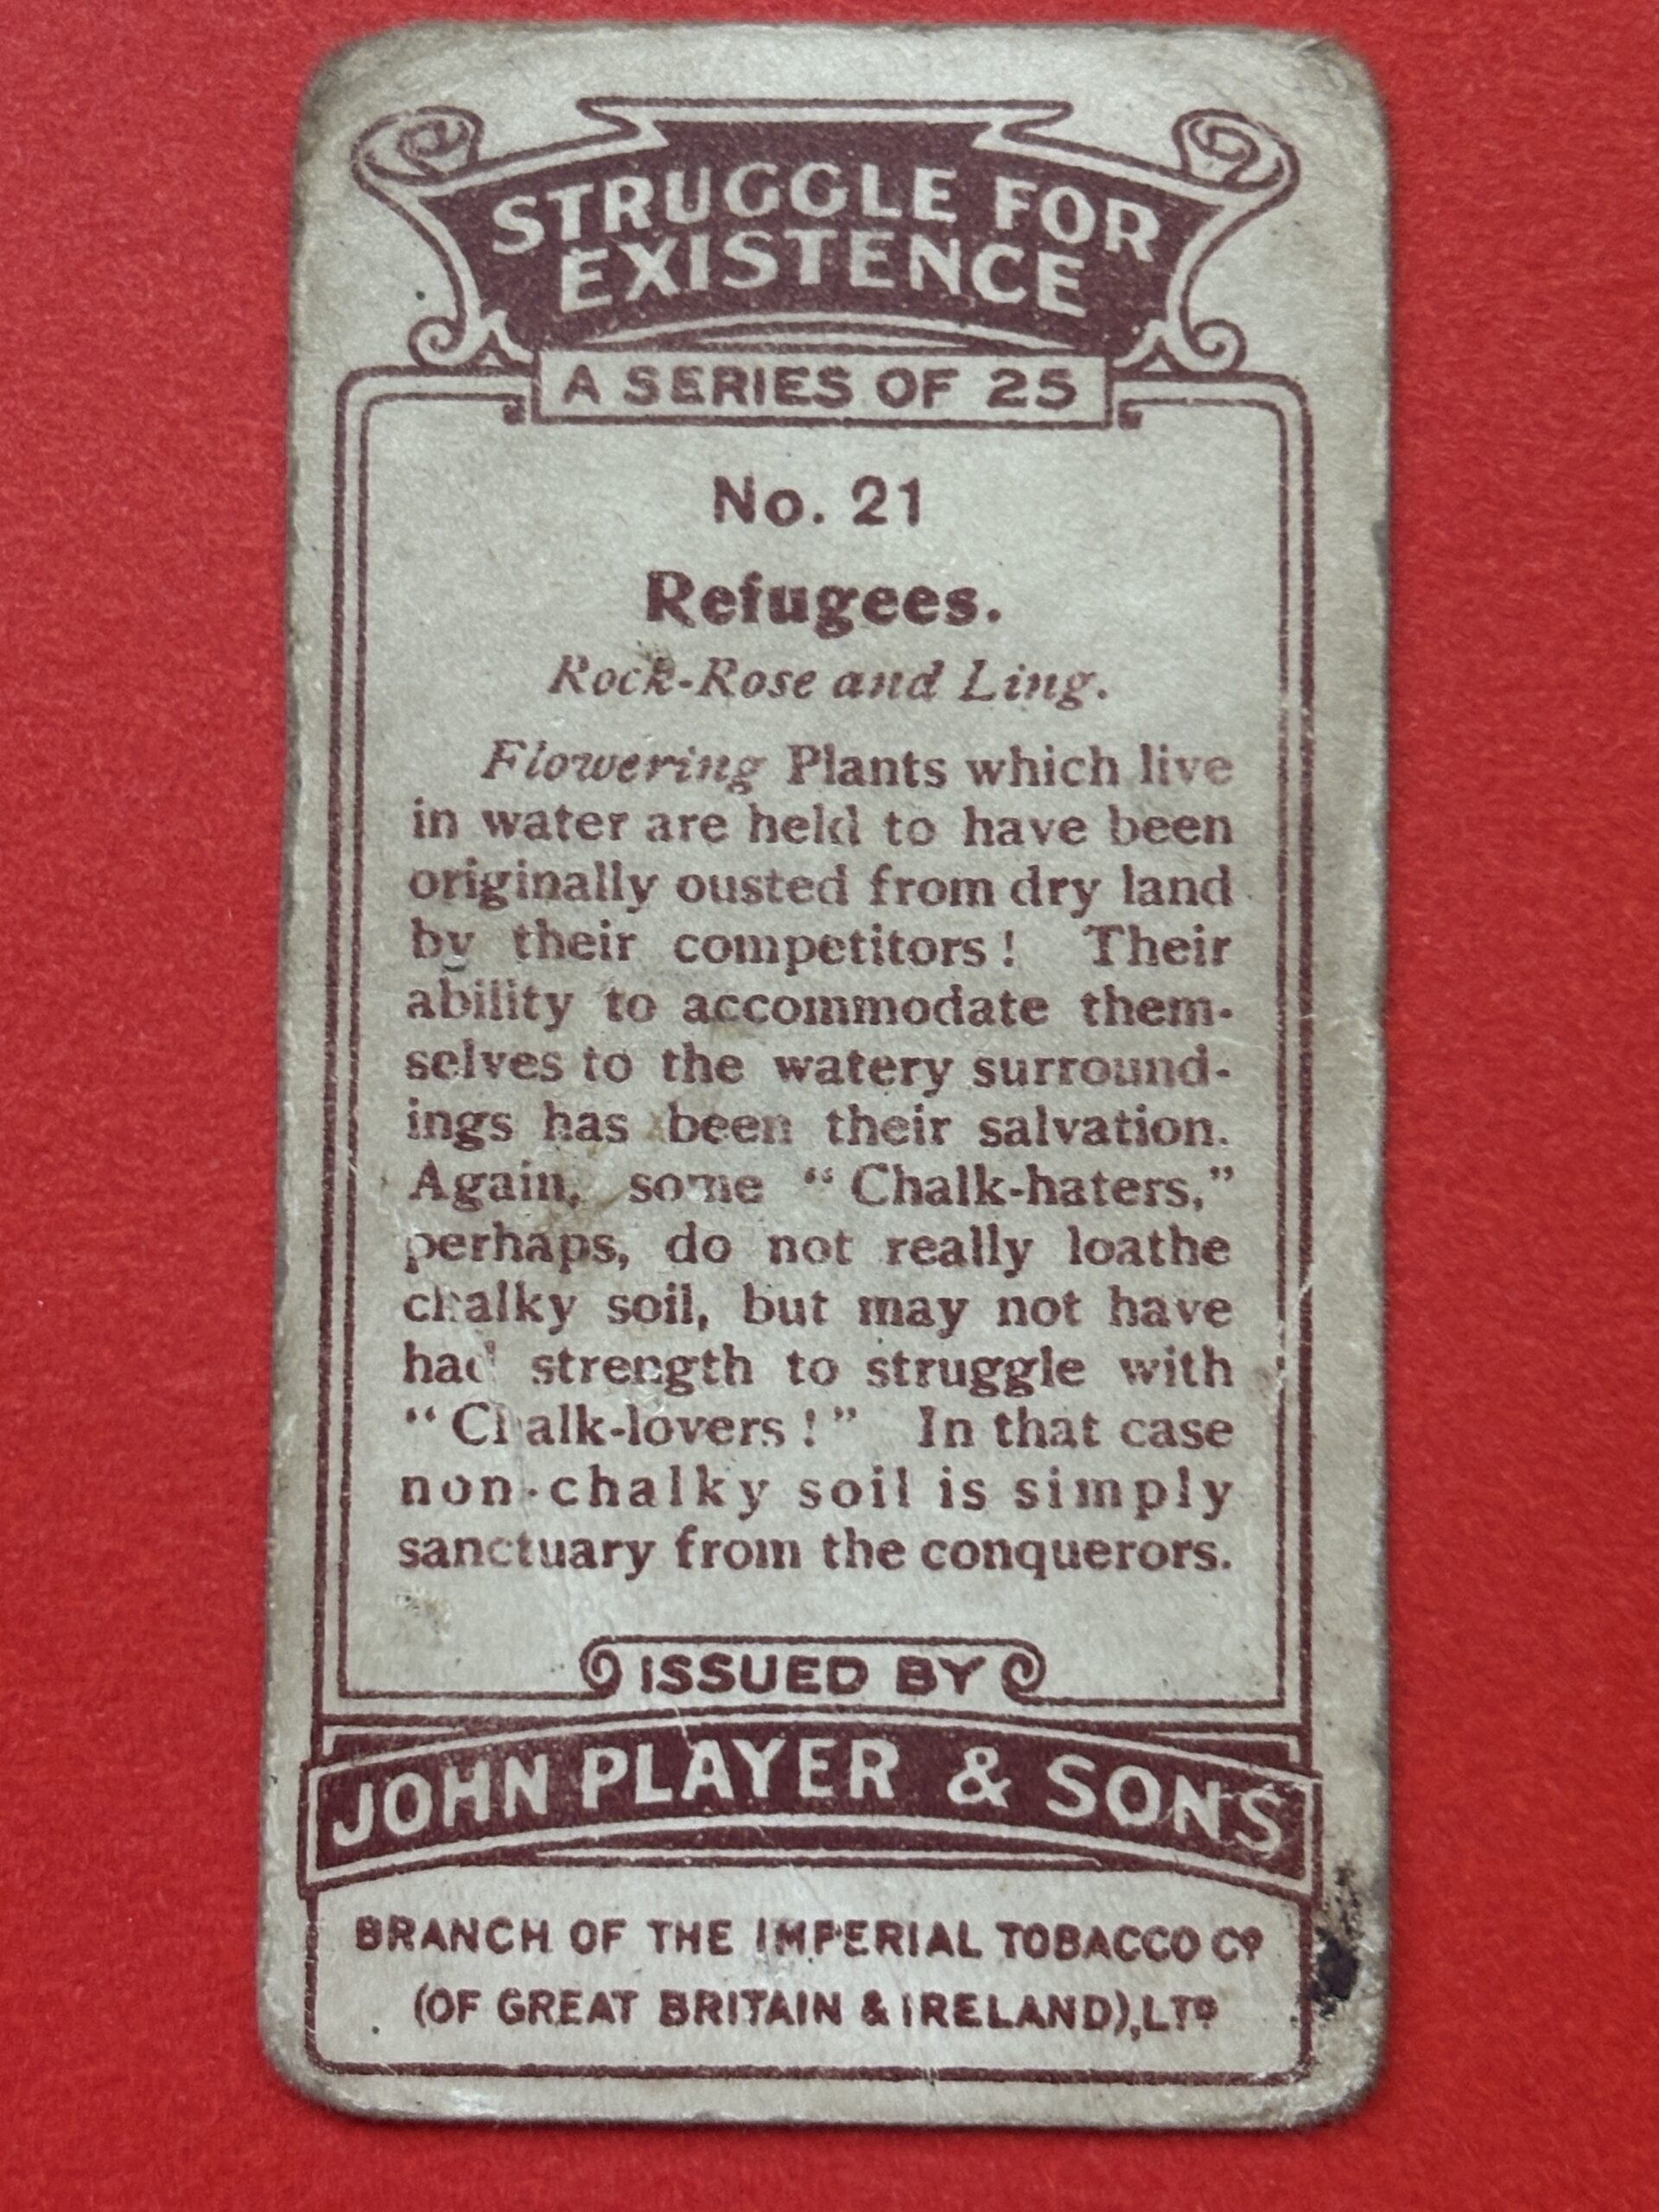 STRUGGLE FOR
EXISTENCE
A SERIES OF 25
No. 21
Refugees.
Rock-Rose and Ling.
Flowering Plants which live
in water are held to have been
originally ousted from dry land
by their competitors! Their
ability to accommodate them-
selves to the watery surround-
ings has been their salvation.
Again, some "Chalk-haters,"
perhaps, do not really loathe
chalky soil, but may not have
had strength to struggle with
"Chalk-lovers!" In that case
non-chalky soil is simply
sanctuary from the conquerors.
ISSUED BY
JOHN PLAYER & SONS
BRANCH OF THE IMPERIAL TOBACCO Co
(OF GREAT BRITAIN & IRELAND), LTD